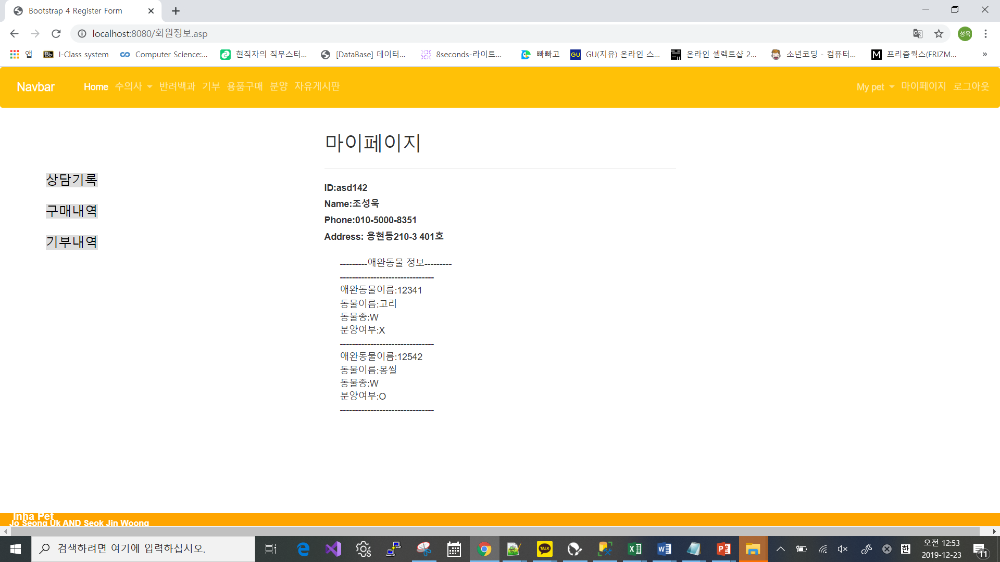 Bootstrap 4 Register Form
localhost:8080/회원정보.asp
성욱
앱 Bb I-Class system Computer Science:... 현직자의 직무스터... [DataBase] 데이터... 8seconds-라이트... 빠빠고 GU GU(지유) 온라인 스... 온라인 셀렉트샵 2... 소년코딩 - 컴퓨터... M 프리즘웍스(FRIZM... »
Navbar Home 수의사 반려백과 기부 용품구매 분양 자유게시판 My pet 마이페이지 로그아웃
마이페이지
상담기록
구매내역
기부내역
ID:asd142
Name:조성욱
Phone:010-5000-8351
Address: 용현동210-3 401호
---------애완동물 정보---------
-------------------------------
애완동물이름:12341
동물이름:고리
동물종:W
분양여부:X
-------------------------------
애완동물이름:12542
동물이름:몽씰
동물종:W
분양여부:O
-------------------------------
Inha Pet
Jo Seong Uk AND Seok Jin Woong
검색하려면 여기에 입력하십시오.
TALK
한
오전 12:53
2019-12-23
11